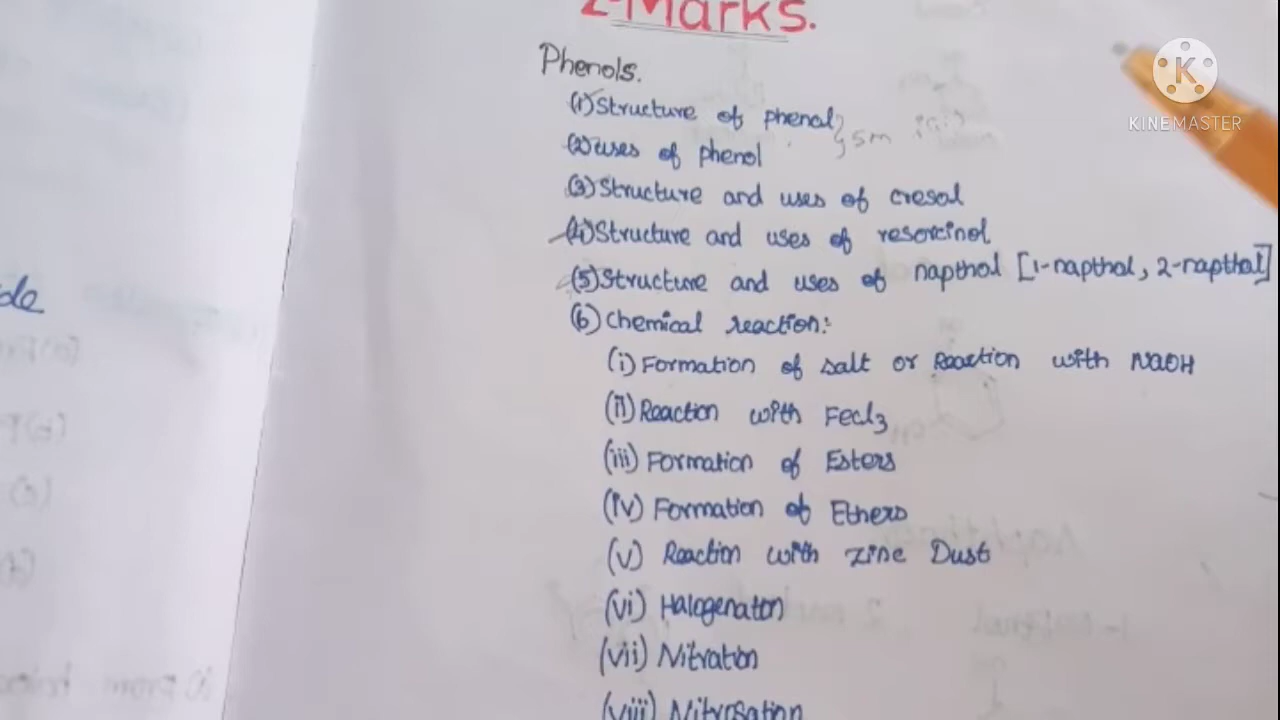 2-Marks.
Phenols.
(1) Structure of phenol } 5m
(2) uses of phenol
(3) Structure and uses of cresol
(4) Structure and uses of resorcinol
(5) Structure and uses of napthol [1-napthol, 2-napthol]
(6) Chemical reaction:
(i) Formation of salt or Reaction with NaOH
(ii) Reaction with Fecl3
(iii) Formation of Esters
(iv) Formation of Ethers
(v) Reaction with zinc Dust
(vi) Halogenaton
(vii) Nitration
(viii) Nitrosation
de
K
KINEMASTER